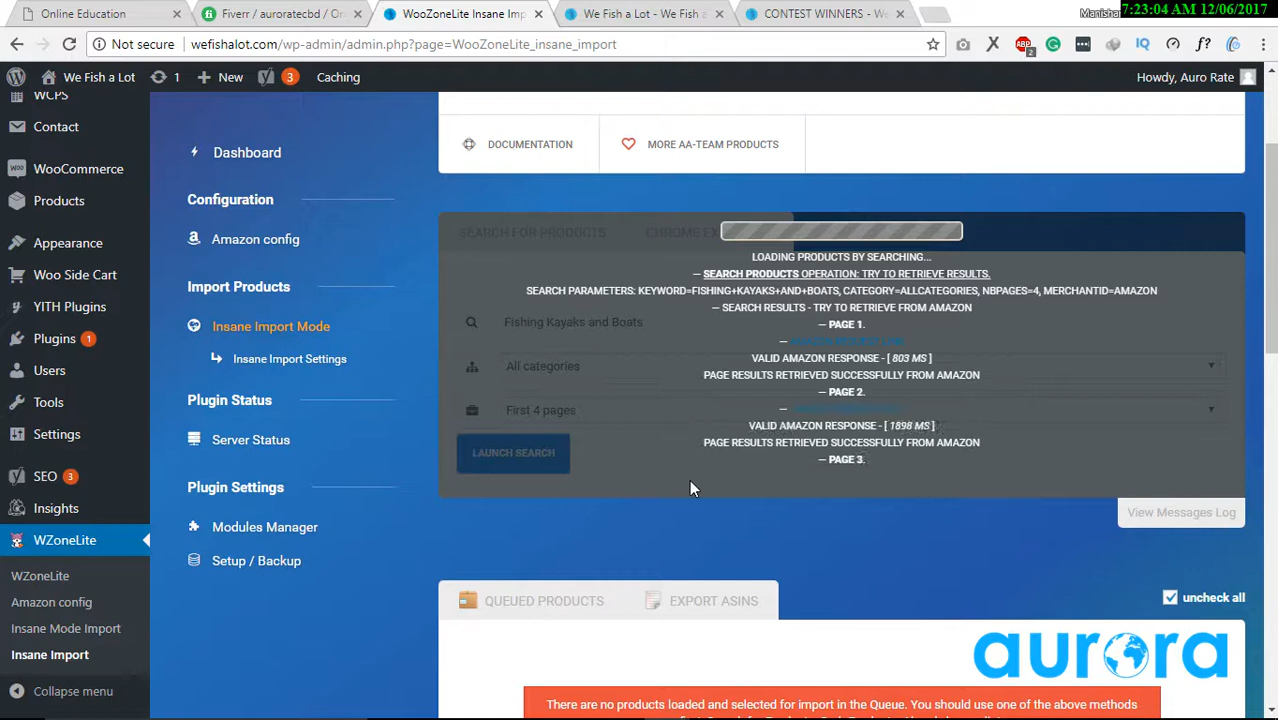 Online Education
Fiverr / auroratecbd / Or
WooZoneLite Insane Imp
We Fish a Lot - We Fish a
CONTEST WINNERS - We
Manisha
7:23:04 AM 12/06/2017
Not secure
wefishalot.com/wp-admin/admin.php?page=WooZoneLite_insane_import
ABP
2
IQ
f?
We Fish a Lot
1
New
3
Caching
Howdy, Auro Rate
WCPS
Contact
WooCommerce
Products
Appearance
Woo Side Cart
YITH Plugins
Plugins 1
Users
Tools
Settings
SEO 3
Insights
WZoneLite
WZoneLite
Amazon config
Insane Mode Import
Insane Import
Collapse menu
Dashboard
Configuration
Amazon config
Import Products
Insane Import Mode
Insane Import Settings
Plugin Status
Server Status
Plugin Settings
Modules Manager
Setup / Backup
DOCUMENTATION
MORE AA-TEAM PRODUCTS
SEARCH FOR PRODUCTS
CHROME EX
LOADING PRODUCTS BY SEARCHING...
— SEARCH PRODUCTS OPERATION: TRY TO RETRIEVE RESULTS.
SEARCH PARAMETERS: KEYWORD=FISHING+KAYAKS+AND+BOATS, CATEGORY=ALLCATEGORIES, NBPAGES=4, MERCHANTID=AMAZON
— SEARCH RESULTS - TRY TO RETRIEVE FROM AMAZON
— PAGE 1.
Fishing Kayaks and Boats
VALID AMAZON RESPONSE - [ 803 MS ]
All categories
PAGE RESULTS RETRIEVED SUCCESSFULLY FROM AMAZON
— PAGE 2.
First 4 pages
VALID AMAZON RESPONSE - [ 1898 MS ]
PAGE RESULTS RETRIEVED SUCCESSFULLY FROM AMAZON
LAUNCH SEARCH
— PAGE 3.
View Messages Log
QUEUED PRODUCTS
EXPORT ASINS
uncheck all
aurora
There are no products loaded and selected for import in the Queue. You should use one of the above methods